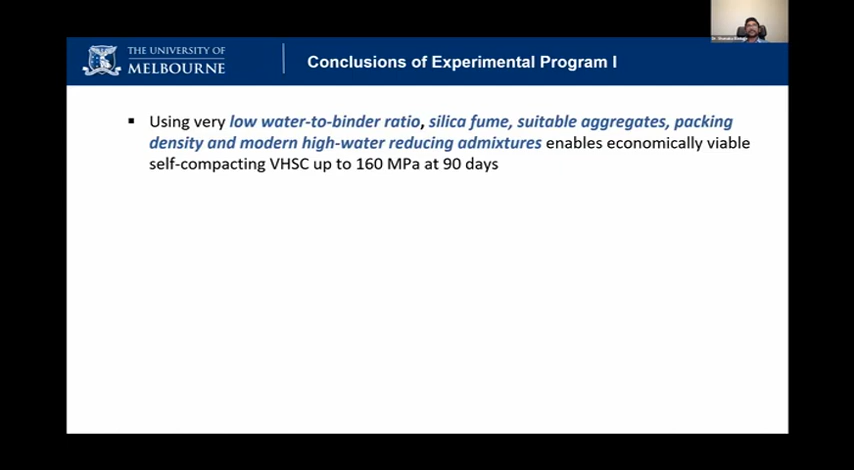 THE UNIVERSITY OF
MELBOURNE
Conclusions of Experimental Program I
▪ Using very low water-to-binder ratio, silica fume, suitable aggregates, packing
density and modern high-water reducing admixtures enables economically viable
self-compacting VHSC up to 160 MPa at 90 days